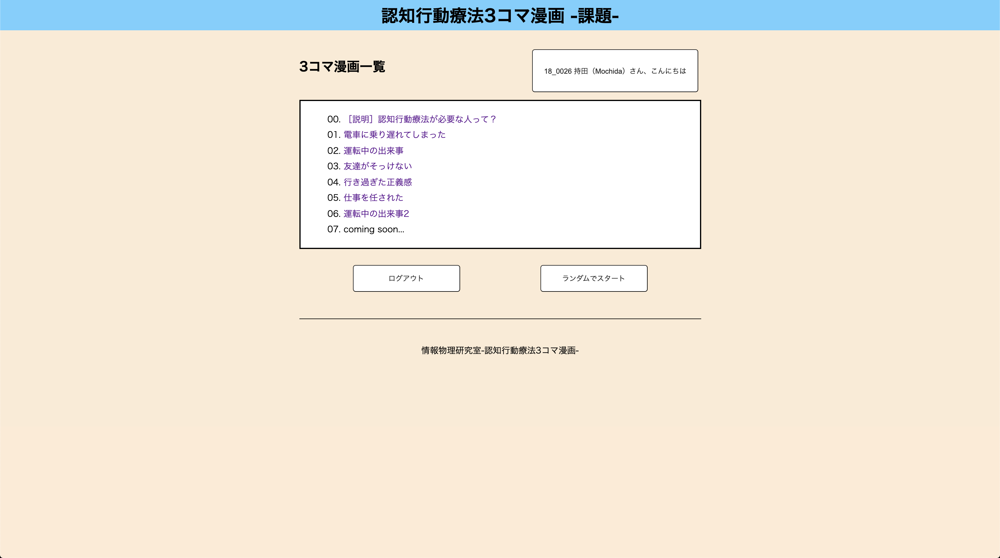 認知行動療法3コマ漫画 -課題-
3コマ漫画一覧
18_0026 持田（Mochida）さん、こんにちは
00. ［説明］認知行動療法が必要な人って？
01. 電車に乗り遅れてしまった
02. 運転中の出来事
03. 友達がそっけない
04. 行き過ぎた正義感
05. 仕事を任された
06. 運転中の出来事2
07. coming soon...
ログアウト
ランダムでスタート
情報物理研究室-認知行動療法3コマ漫画-